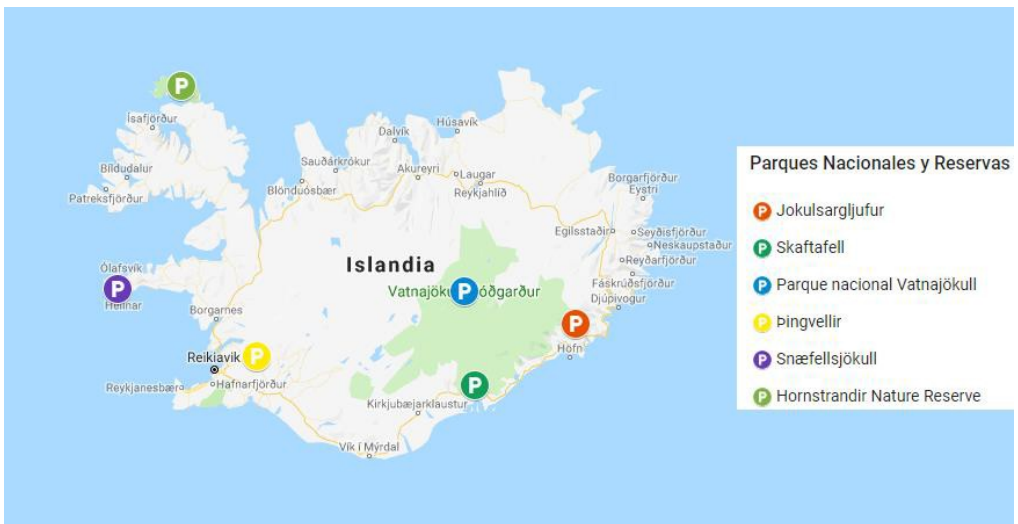 Ísafjörður
Bíldudalur
Patreksfjörður
Dalvík
Húsavík
Sauðárkrókur
Akureyri
Laugar
Blönduósbær
Reykjahlíð
Borgarfjörður
Eystri
Egilsstaðir
Seyðisfjörður
Neskaupstaður
Reyðarfjörður
Fáskrúðsfjörður
Djúpivogur
Ólafsvík
Hellnar
Islandia
P
Borgarnes
Reikiavik
Höfn
Reykjanesbær
Hafnarfjörður
Kirkjubæjarklaustur
Vík í Mýrdal
Parques Nacionales y Reservas
P Jokulsargljufur
P Skaftafell
P Parque nacional Vatnajökull
P Þingvellir
P Snæfellsjökull
P Hornstrandir Nature Reserve